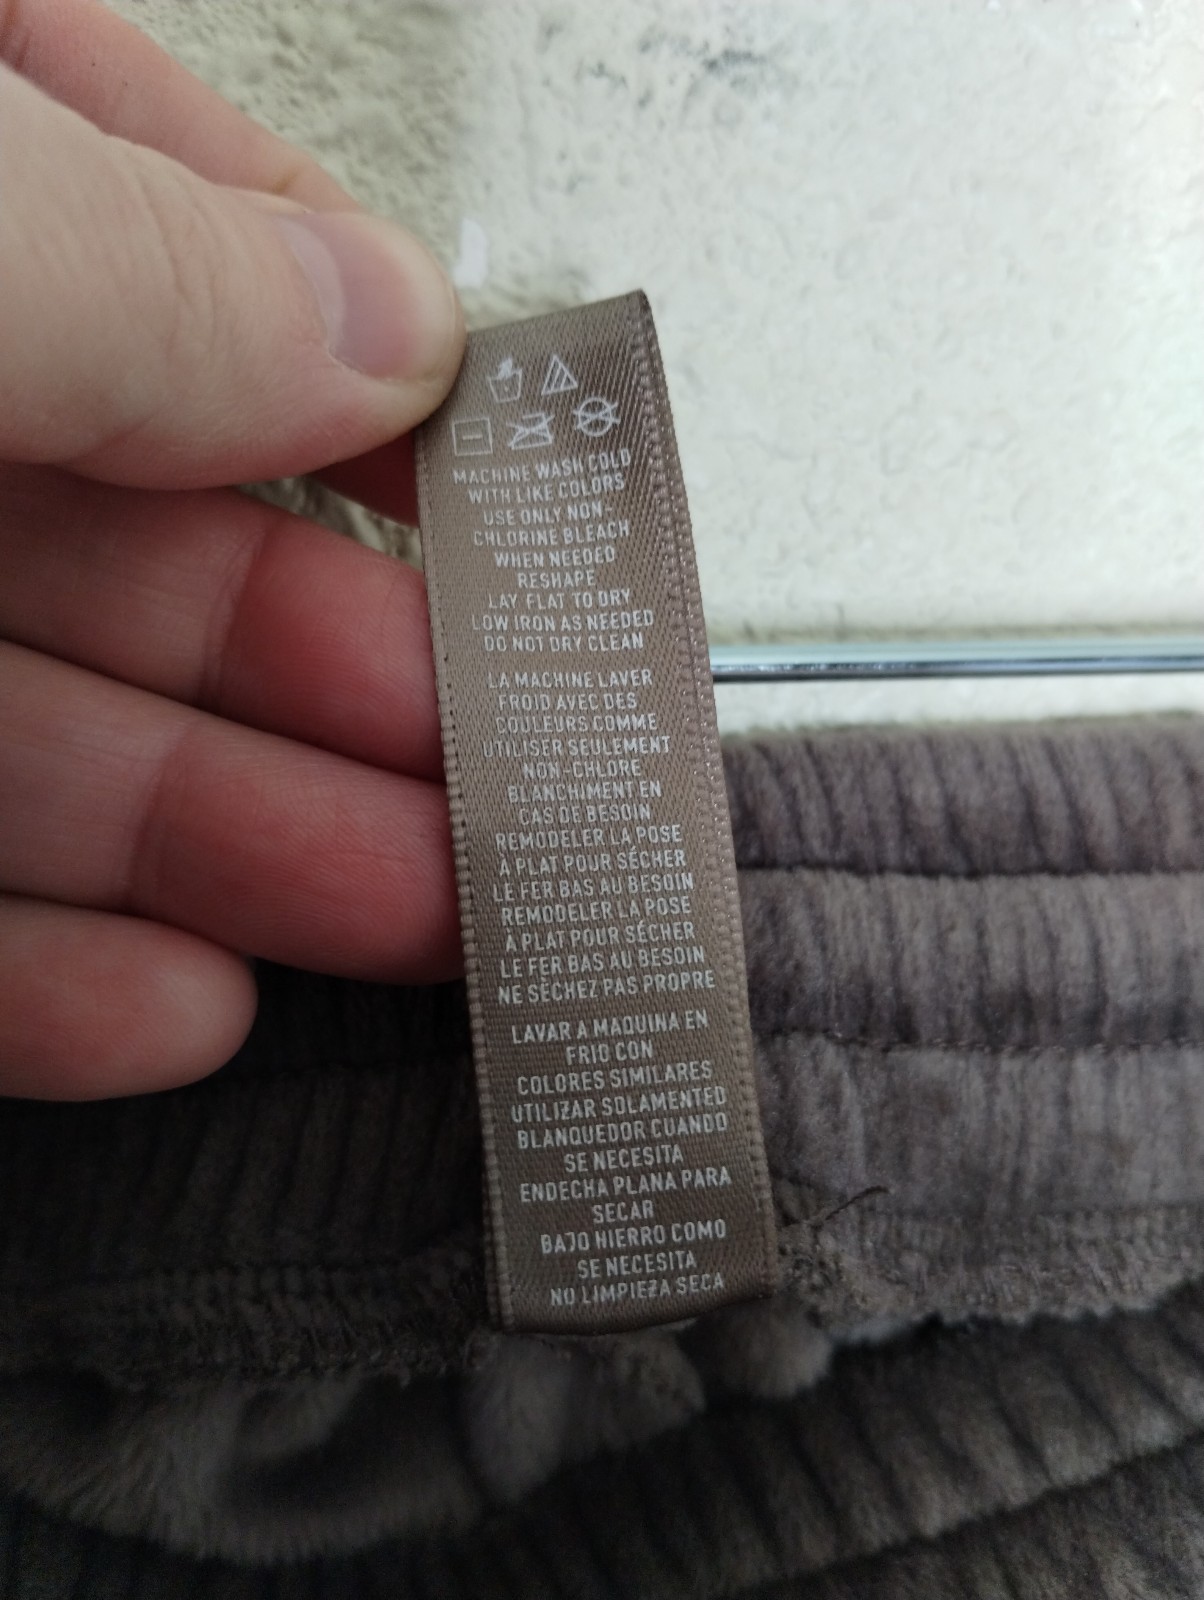 MACHINE WASH COLD
WITH LIKE COLORS
USE ONLY NON-
CHLORINE BLEACH
WHEN NEEDED
RESHAPE
LAY FLAT TO DRY
LOW IRON AS NEEDED
DO NOT DRY CLEAN
LA MACHINE LAVER
FROID AVEC DES
COULEURS COMME
UTILISER SEULEMENT
NON-CHLORE
BLANCHIMENT EN
CAS DE BESOIN
REMODELER LA POSE
À PLAT POUR SÉCHER
LE FER BAS AU BESOIN
REMODELER LA POSE
À PLAT POUR SÉCHER
LE FER BAS AU BESOIN
NE SÈCHEZ PAS PROPRE
LAVAR A MAQUINA EN
FRIO CON
COLORES SIMILARES
UTILIZAR SOLAMENTED
BLANQUEDOR CUANDO
SE NECESITA
ENDECHA PLANA PARA
SECAR
BAJO HIERRO COMO
SE NECESITA
NO LIMPIEZA SECA